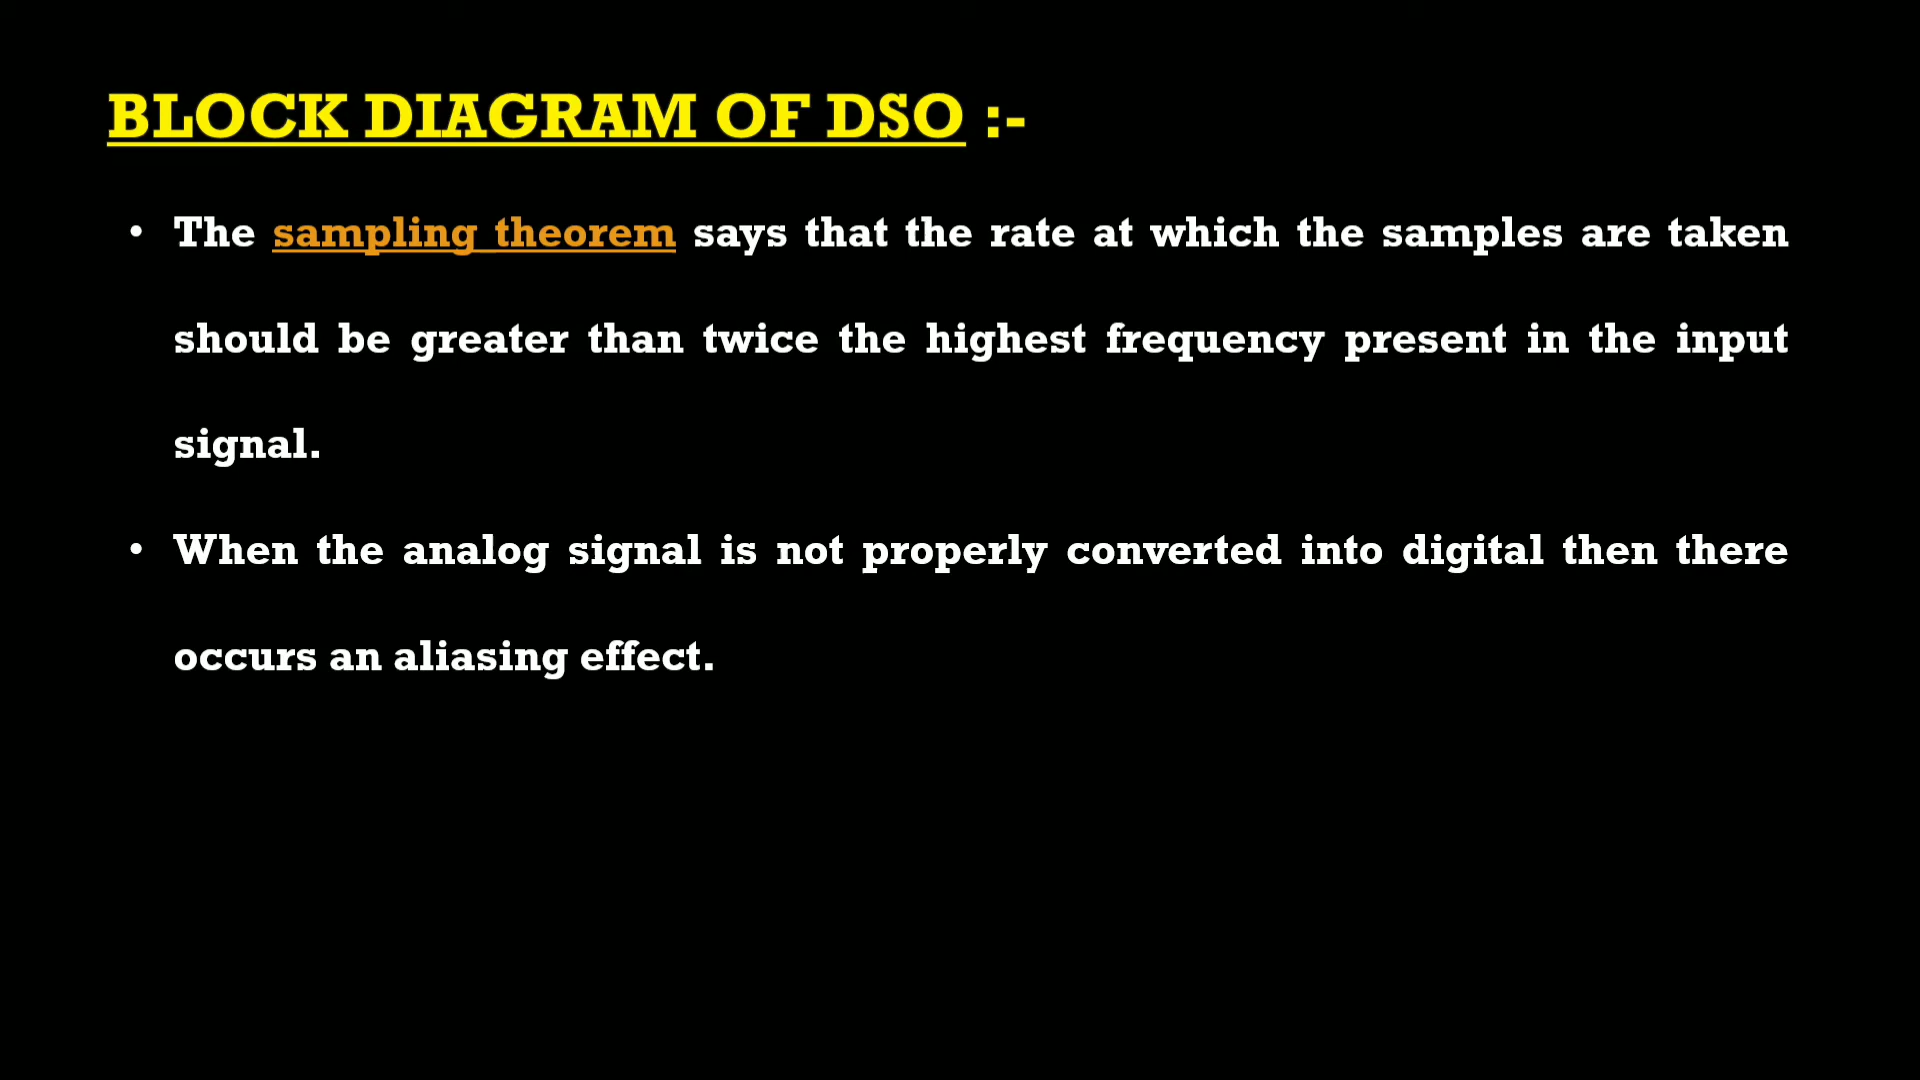 BLOCK DIAGRAM OF DSO :-
• The sampling theorem says that the rate at which the samples are taken
should be greater than twice the highest frequency present in the input
signal.
• When the analog signal is not properly converted into digital then there
occurs an aliasing effect.